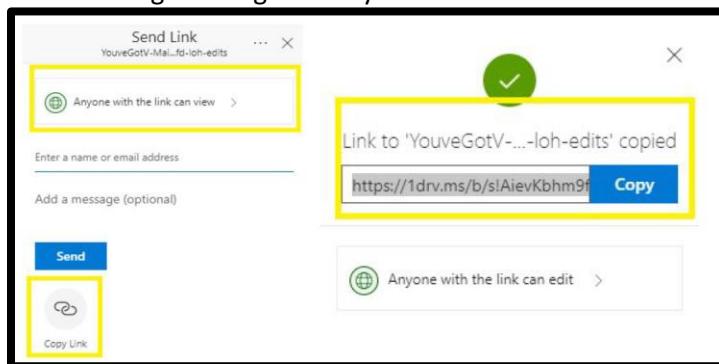 Send Link
YouveGotV-Mai...fd-loh-edits
Anyone with the link can view
Enter a name or email address
Add a message (optional)
Send
Copy Link
Link to 'YouveGotV-...-loh-edits' copied
https://1drv.ms/b/s!AievKbhm9f
Copy
Anyone with the link can edit